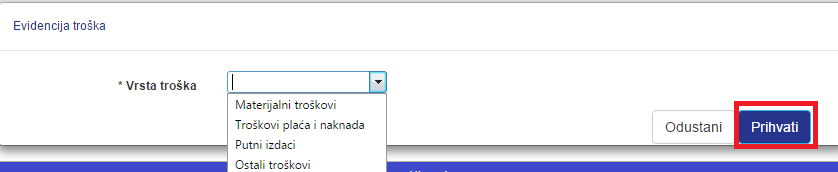 Evidencija troška
* Vrsta troška
Materijalni troškovi
Troškovi plaća i naknada
Putni izdaci
Ostali troškovi
Odustani
Prihvati